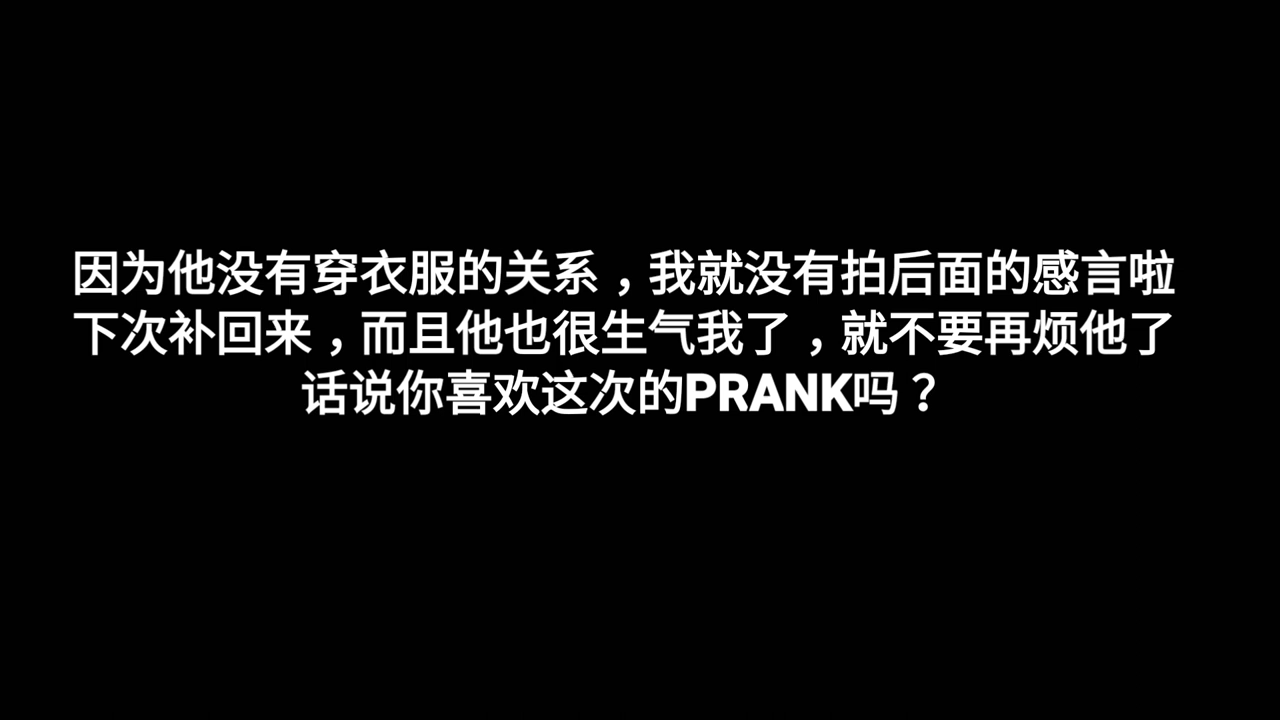 因为他没有穿衣服的关系，我就没有拍后面的感言啦
下次补回来，而且他也很生气我了，就不要再烦他了
话说你喜欢这次的PRANK吗？